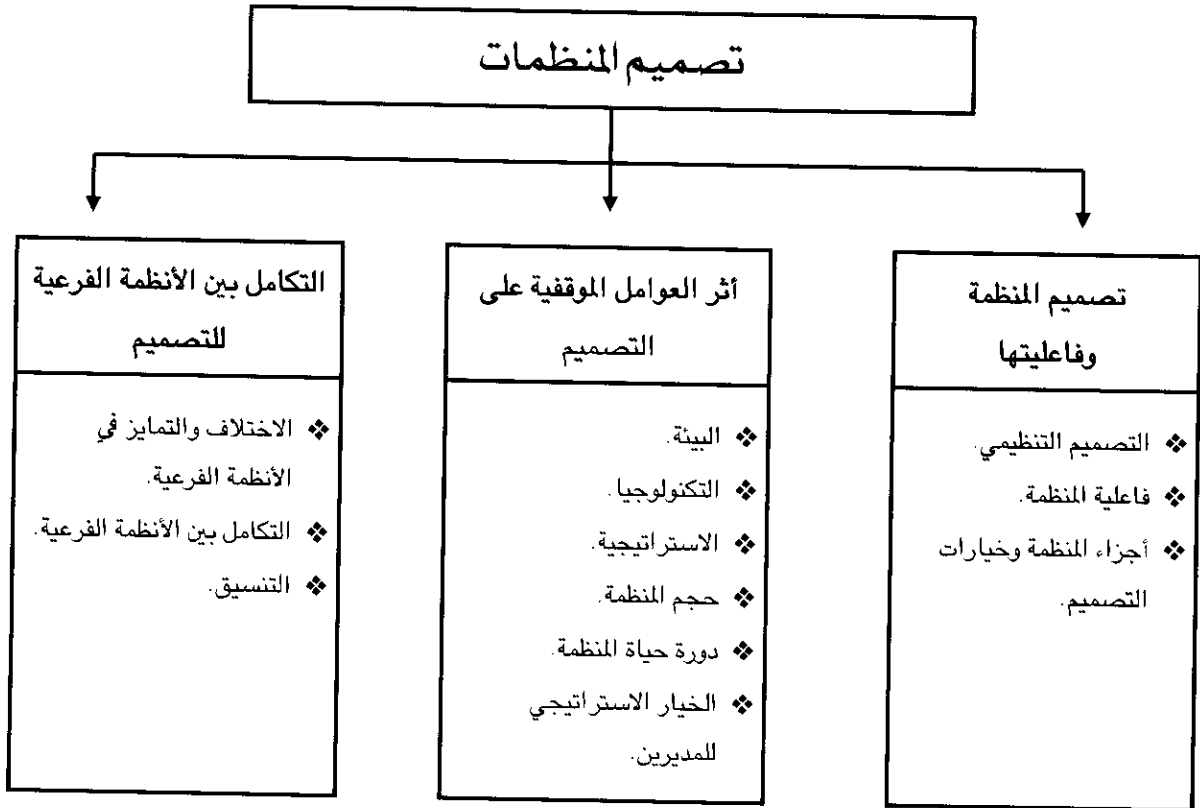 تصميم المنظمات
تصميم المنظمة
وفاعليتها
❖ التصميم التنظيمي.
❖ فاعلية المنظمة.
❖ أجزاء المنظمة وخيارات
التصميم.
أثر العوامل الموقفية على
التصميم
❖ البيئة.
❖ التكنولوجيا.
❖ الاستراتيجية.
❖ حجم المنظمة.
❖ دورة حياة المنظمة.
❖ الخيار الاستراتيجي
للمديرين.
التكامل بين الأنظمة الفرعية
للتصميم
❖ الاختلاف والتمايز في
الأنظمة الفرعية.
❖ التكامل بين الأنظمة الفرعية.
❖ التنسيق.